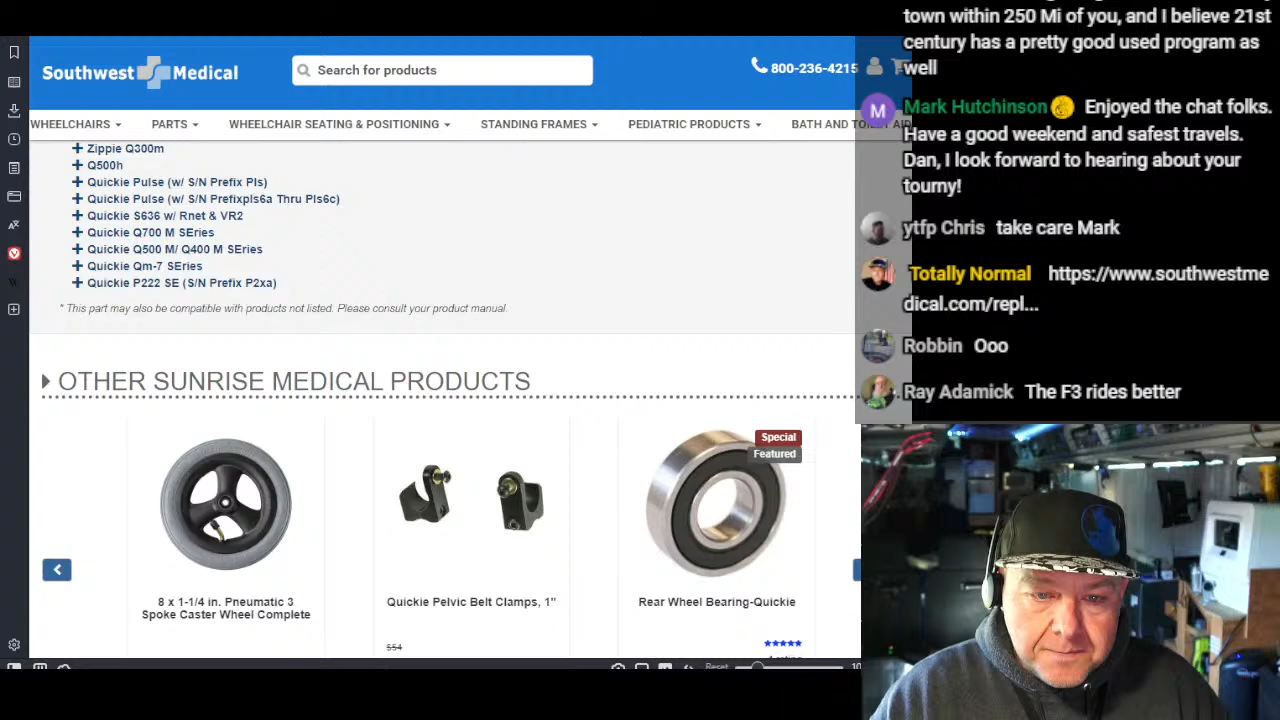 Southwest Medical
Search for products
800-236-4215
WHEELCHAIRS
PARTS
WHEELCHAIR SEATING & POSITIONING
STANDING FRAMES
PEDIATRIC PRODUCTS
BATH AND TOILET AID
Zippie Q300m
Q500h
Quickie Pulse (w/ S/N Prefix Pls)
Quickie Pulse (w/ S/N Prefixpls6a Thru Pls6c)
Quickie S636 w/ Rnet & VR2
Quickie Q700 M SEries
Quickie Q500 M/ Q400 M SEries
Quickie Qm-7 SEries
Quickie P222 SE (S/N Prefix P2xa)
* This part may also be compatible with products not listed. Please consult your product manual.
OTHER SUNRISE MEDICAL PRODUCTS
8 x 1-1/4 in. Pneumatic 3
Spoke Caster Wheel Complete
Quickie Pelvic Belt Clamps, 1"
554
Special
Featured
Rear Wheel Bearing-Quickie
Reset
town within 250 Mi of you, and I believe 21st
century has a pretty good used program as
well
M
Mark Hutchinson Enjoyed the chat folks.
Have a good weekend and safest travels.
Dan, I look forward to hearing about your
tourny!
ytfp Chris take care Mark
Totally Normal https://www.southwestme
dical.com/repl...
Robbin Ooo
Ray Adamick The F3 rides better